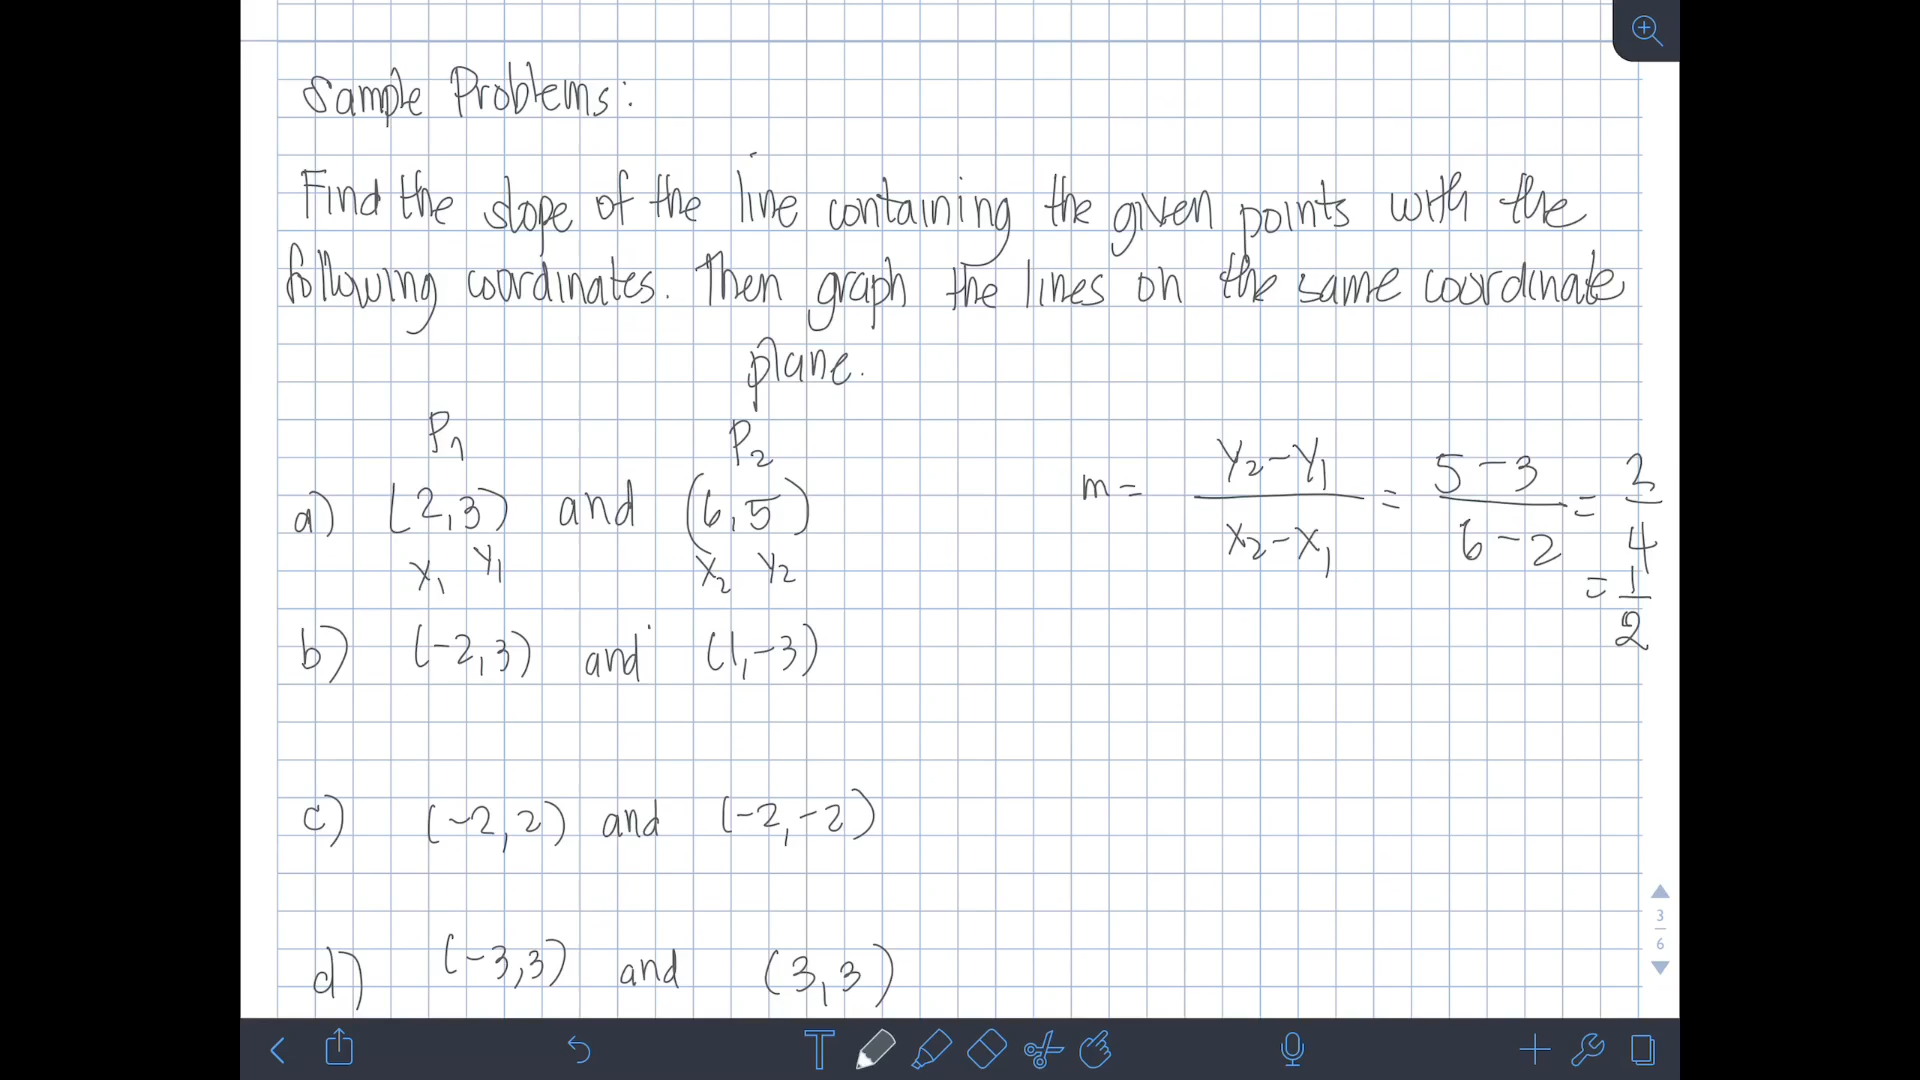 Sample Problems:
Find the slope of the line containing the given points with the
following coordinates. Then graph the lines on the same coordinate
plane.
P1 P2
a) (2,3) and (6,5) m = Y2-Y1 / X2-X1 = 5-3 / 6-2 = 2/4
X1 Y1 X2 Y2 = 1/2
b) (-2,3) and (1,-3)
c) (-2,2) and (-2,-2)
d) (-3,3) and (3,3)
3
6
T